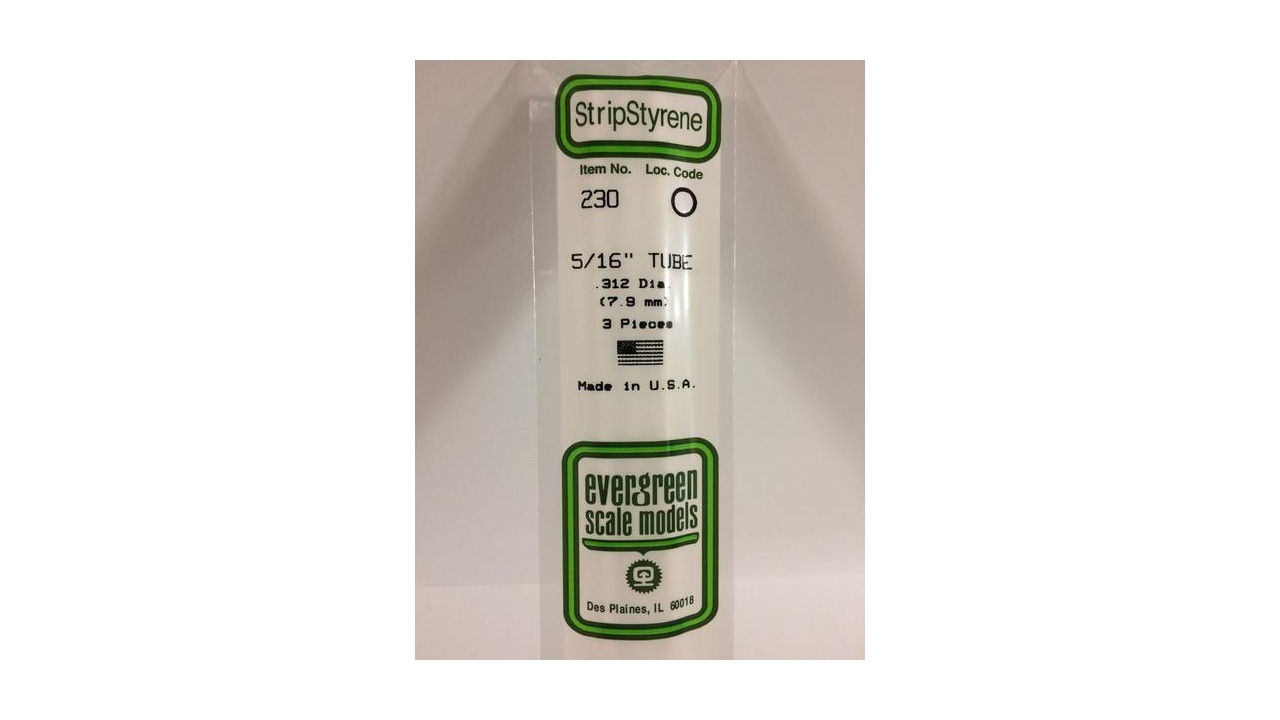 StripStyrene
Item No. Loc. Code
230
5/16" TUBE
.312 Dia.
(7.9 mm)
3 Pieces
Made in U.S.A.
evergreen
scale models
Des Plaines, IL 60018